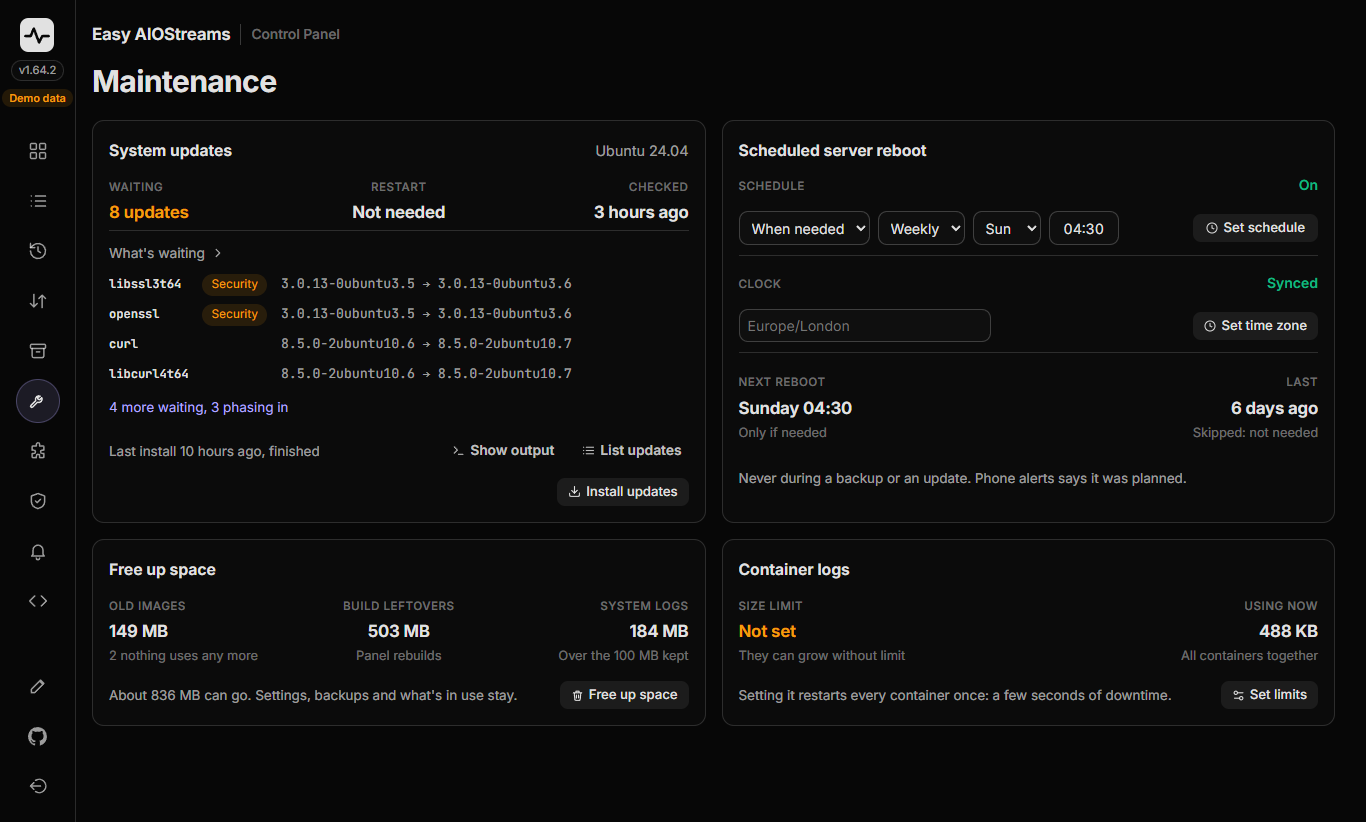 Easy AIOStreams Control Panel
v1.64.2
Demo data
Maintenance
System updates Ubuntu 24.04
WAITING RESTART CHECKED
8 updates Not needed 3 hours ago
What's waiting
libssl3t64 Security 3.0.13-0ubuntu3.5 → 3.0.13-0ubuntu3.6
openssl Security 3.0.13-0ubuntu3.5 → 3.0.13-0ubuntu3.6
curl 8.5.0-2ubuntu10.6 → 8.5.0-2ubuntu10.7
libcurl4t64 8.5.0-2ubuntu10.6 → 8.5.0-2ubuntu10.7
4 more waiting, 3 phasing in
Last install 10 hours ago, finished Show output List updates
Install updates
Scheduled server reboot
SCHEDULE On
When needed Weekly Sun 04:30 Set schedule
CLOCK Synced
Europe/London Set time zone
NEXT REBOOT LAST
Sunday 04:30 6 days ago
Only if needed Skipped: not needed
Never during a backup or an update. Phone alerts says it was planned.
Free up space
OLD IMAGES BUILD LEFTOVERS SYSTEM LOGS
149 MB 503 MB 184 MB
2 nothing uses any more Panel rebuilds Over the 100 MB kept
About 836 MB can go. Settings, backups and what's in use stay. Free up space
Container logs
SIZE LIMIT USING NOW
Not set 488 KB
They can grow without limit All containers together
Setting it restarts every container once: a few seconds of downtime. Set limits